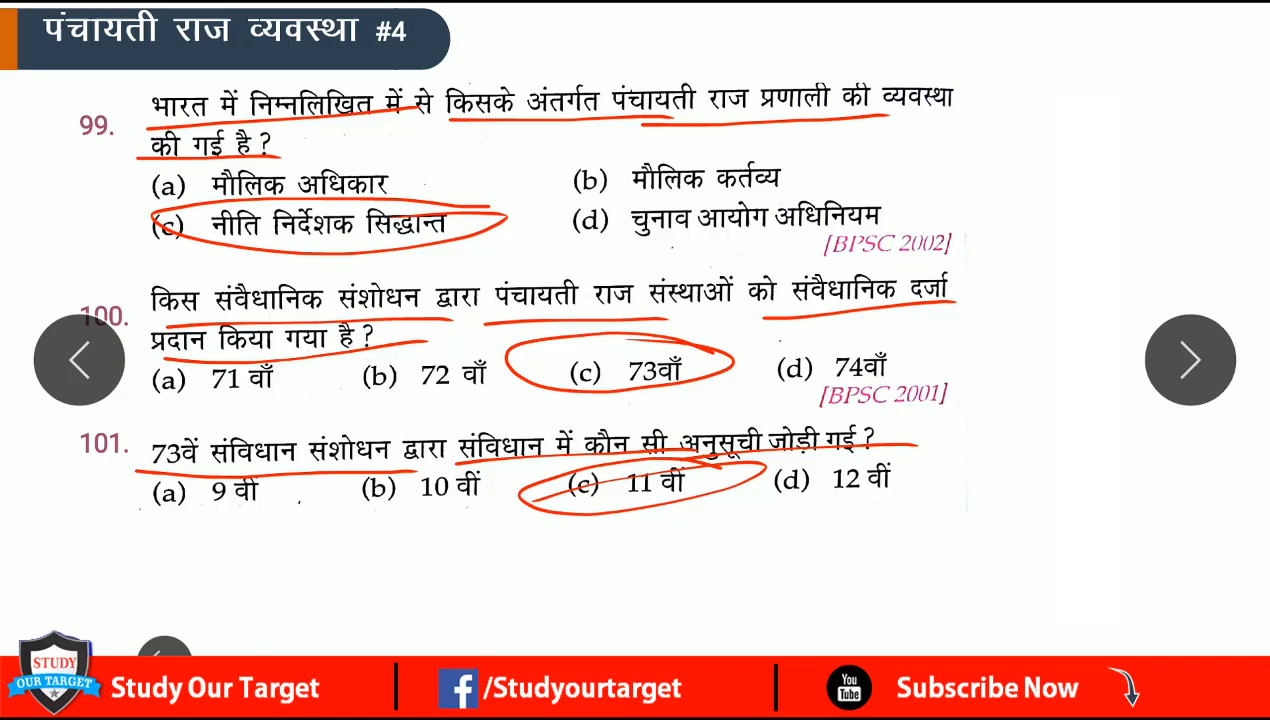 पंचायती राज व्यवस्था #4
99. भारत में निम्नलिखित में से किसके अंतर्गत पंचायती राज प्रणाली की व्यवस्था
की गई है ?
(a) मौलिक अधिकार (b) मौलिक कर्तव्य
(c) नीति निर्देशक सिद्धान्त (d) चुनाव आयोग अधिनियम
[BPSC 2002]
100. किस संवैधानिक संशोधन द्वारा पंचायती राज संस्थाओं को संवैधानिक दर्जा
प्रदान किया गया है ?
(a) 71 वाँ (b) 72 वाँ (c) 73वाँ (d) 74वाँ
[BPSC 2001]
101. 73वें संविधान संशोधन द्वारा संविधान में कौन सी अनुसूची जोड़ी गई ?
(a) 9 वीं (b) 10 वीं (c) 11 वीं (d) 12 वीं
STUDY
OUR TARGET
Study Our Target
f /Studyourtarget
You
Tube
Subscribe Now